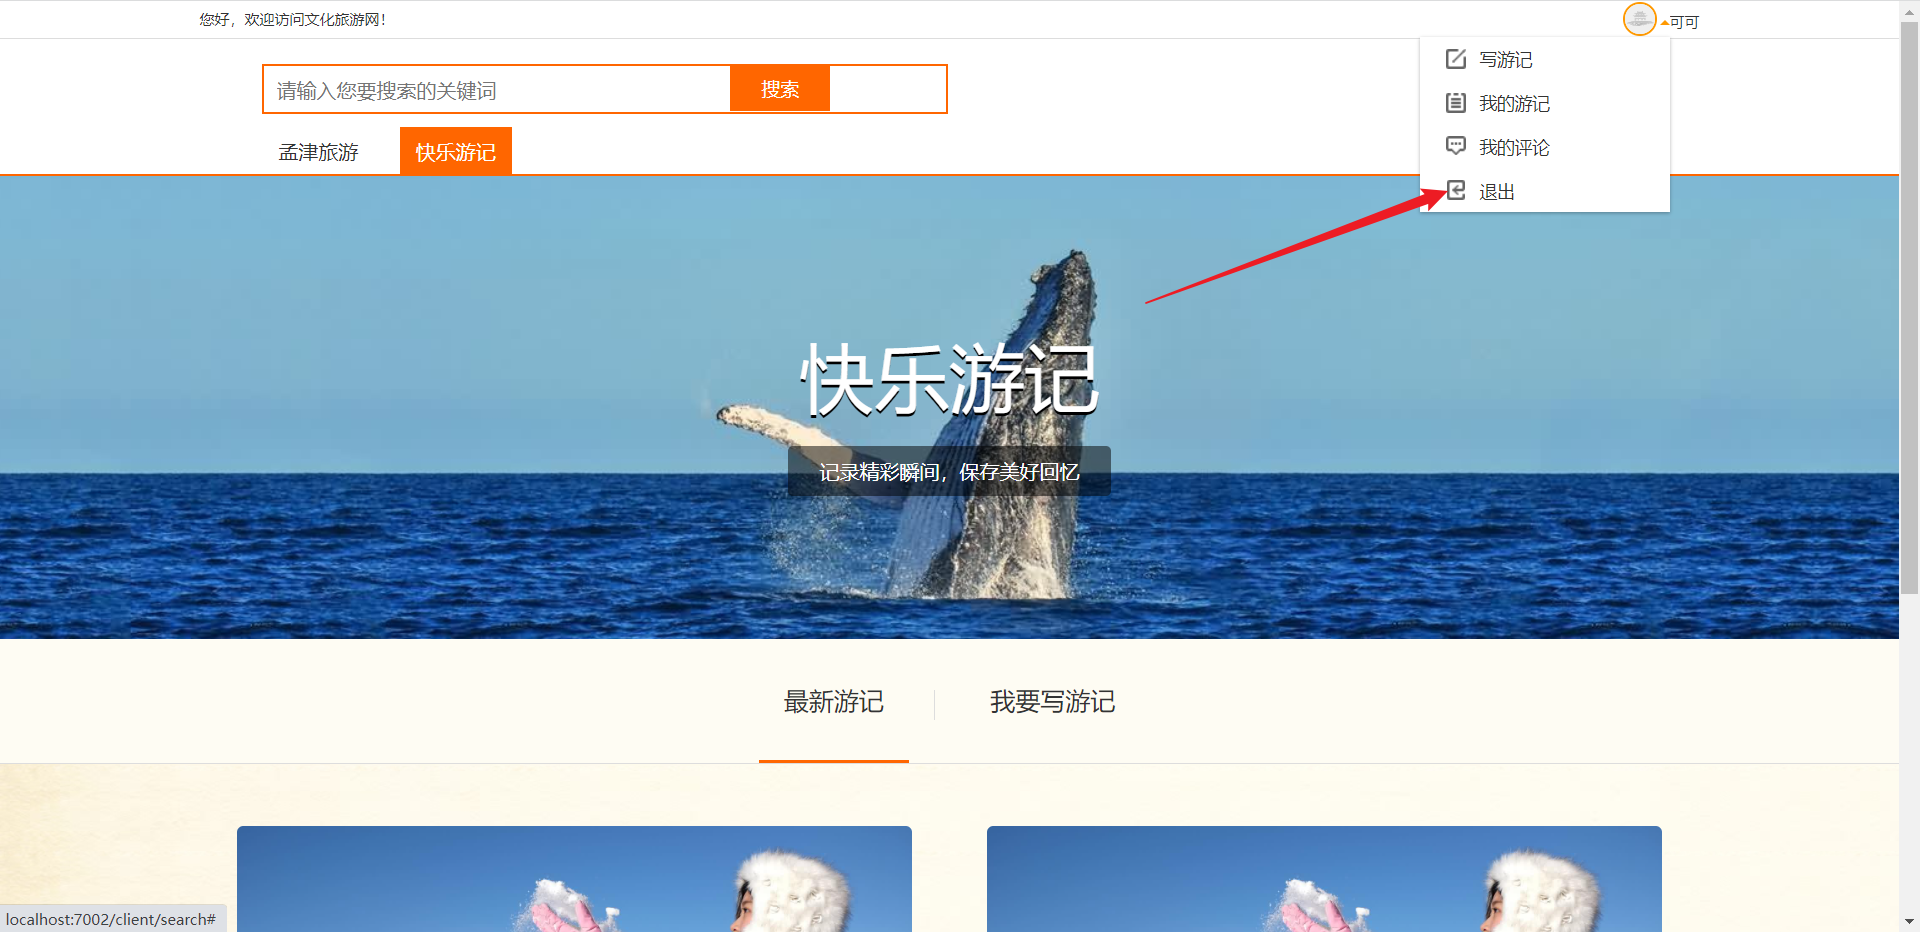 您好，欢迎访问文化旅游网！
可可
写游记
我的游记
我的评论
退出
请输入您要搜索的关键词
搜索
孟津旅游
快乐游记
快乐游记
记录精彩瞬间，保存美好回忆
最新游记
我要写游记
localhost:7002/client/search#